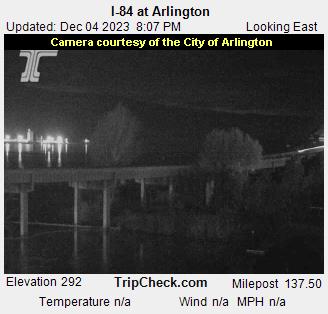 I-84 at Arlington
Updated: Dec 04 2023 8:07 PM Looking East
Camera courtesy of the City of Arlington
Elevation 292 TripCheck.com Milepost 137.50
Temperature n/a Wind n/a MPH n/a